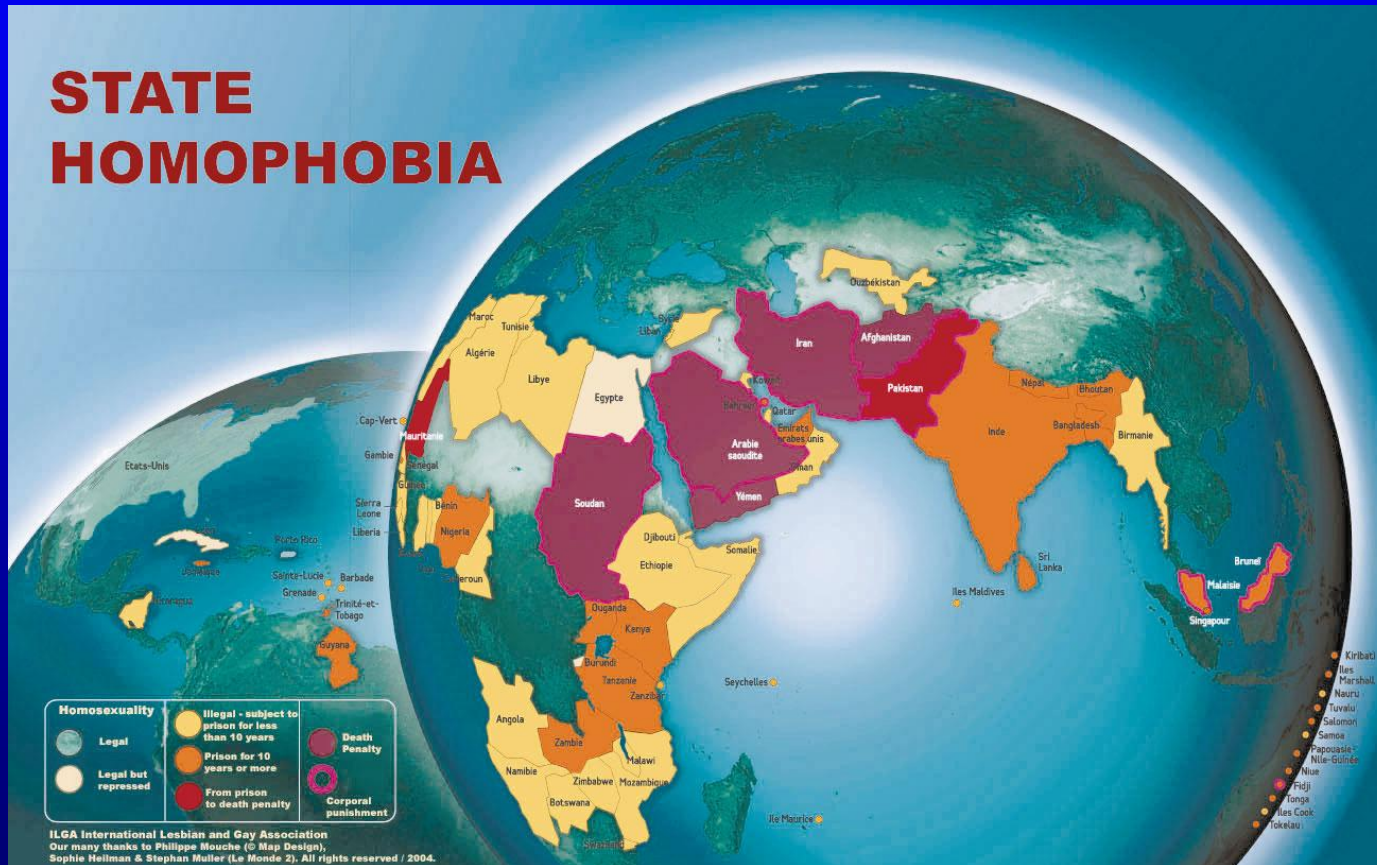 STATE
HOMOPHOBIA
Ouzbékistan
Maroc
Tunisie
Liban
Algérie
Iran
Afghanistan
Libye
Egypte
Pakistan
Népal
Bhoutan
Cap-Vert
Mauritanie
Bahrein
Qatar
Emirats
arabes unis
Inde
Bangladesh
Birmanie
Etats-Unis
Gambie
Sénégal
Arabie
saoudite
Oman
Soudan
Yémen
Sierra
Leone
Bénin
Nigeria
Liberia
Djibouti
Somalie
Ethiopie
Porto Rico
Sri
Lanka
Brunei
Malaisie
Singapour
Sainte-Lucie
Barbade
Grenade
Trinité-et-
Tobago
Cameroun
Iles Maldives
Ouganda
Kenya
Guyana
Burundi
Tanzanie
Zanzibar
Seychelles
Kiribati
Iles
Marshall
Nauru
Tuvalu
Salomon
Samoa
Papouasie-
Nlle-Guinée
Niue
Fidji
Tonga
Iles Cook
Tokelau
Angola
Zambie
Malawi
Namibie
Zimbabwe
Mozambique
Botswana
Swaziland
Ile Maurice
Homosexuality
Legal
Legal but
repressed
Illegal - subject to
prison for less
than 10 years
Prison for 10
years or more
From prison
to death penalty
Death
Penalty
Corporal
punishment
ILGA International Lesbian and Gay Association
Our many thanks to Philippe Mouche (© Map Design),
Sophie Heilman & Stephan Muller (Le Monde 2). All rights reserved / 2004.